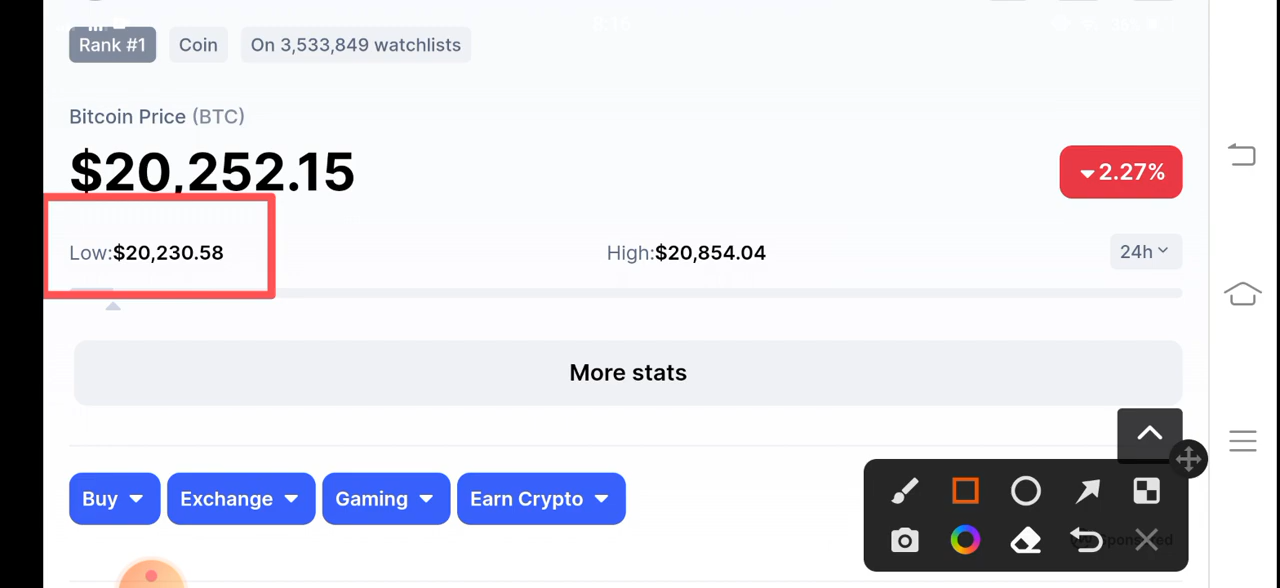 Rank #1 Coin On 3,533,849 watchlists
Bitcoin Price (BTC)
$20,252.15
2.27%
Low:$20,230.58 High:$20,854.04 24h
More stats
Buy Exchange Gaming Earn Crypto